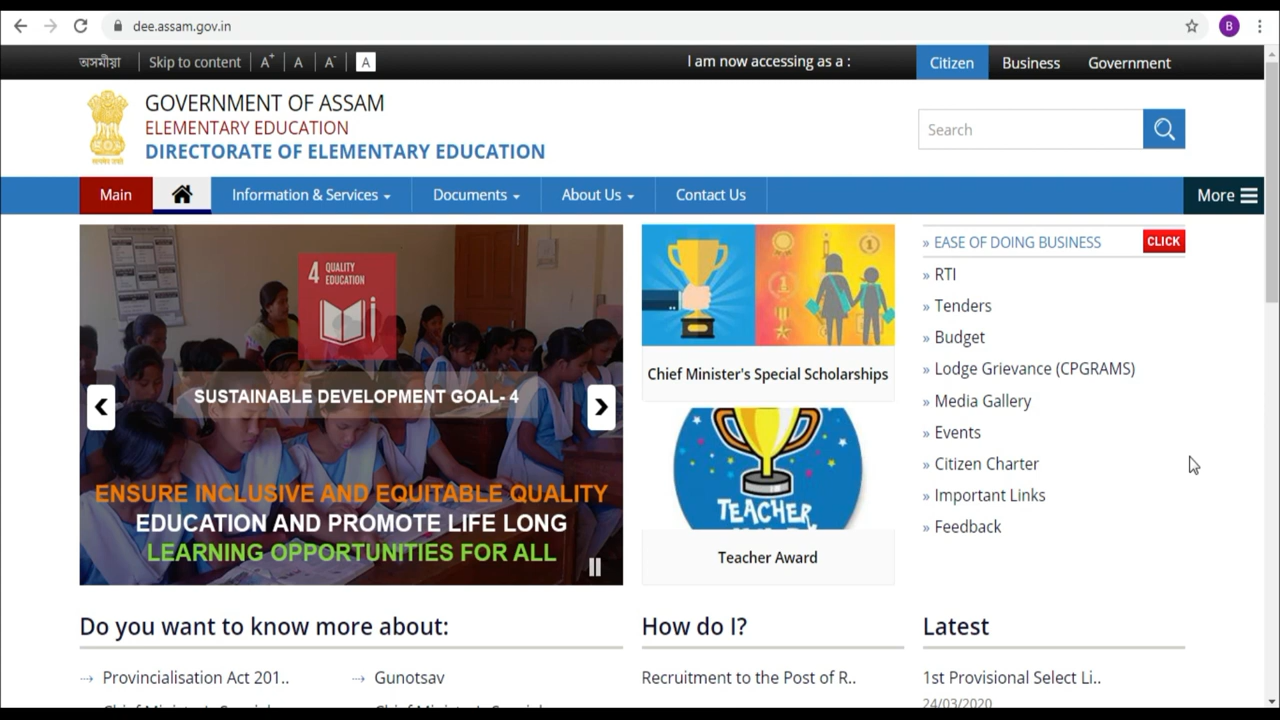 dee.assam.gov.in
B
অসমীয়া Skip to content A+ A A- A
I am now accessing as a : Citizen Business Government
GOVERNMENT OF ASSAM
ELEMENTARY EDUCATION
DIRECTORATE OF ELEMENTARY EDUCATION
Search
Main Information & Services Documents About Us Contact Us More
4 QUALITY
EDUCATION
SUSTAINABLE DEVELOPMENT GOAL- 4
ENSURE INCLUSIVE AND EQUITABLE QUALITY
EDUCATION AND PROMOTE LIFE LONG
LEARNING OPPORTUNITIES FOR ALL
1
Chief Minister's Special Scholarships
TEACHER
Teacher Award
» EASE OF DOING BUSINESS CLICK
» RTI
» Tenders
» Budget
» Lodge Grievance (CPGRAMS)
» Media Gallery
» Events
» Citizen Charter
» Important Links
» Feedback
Do you want to know more about:
Provincialisation Act 201..
Gunotsav
How do I?
Recruitment to the Post of R..
Latest
1st Provisional Select Li..
24/03/2020